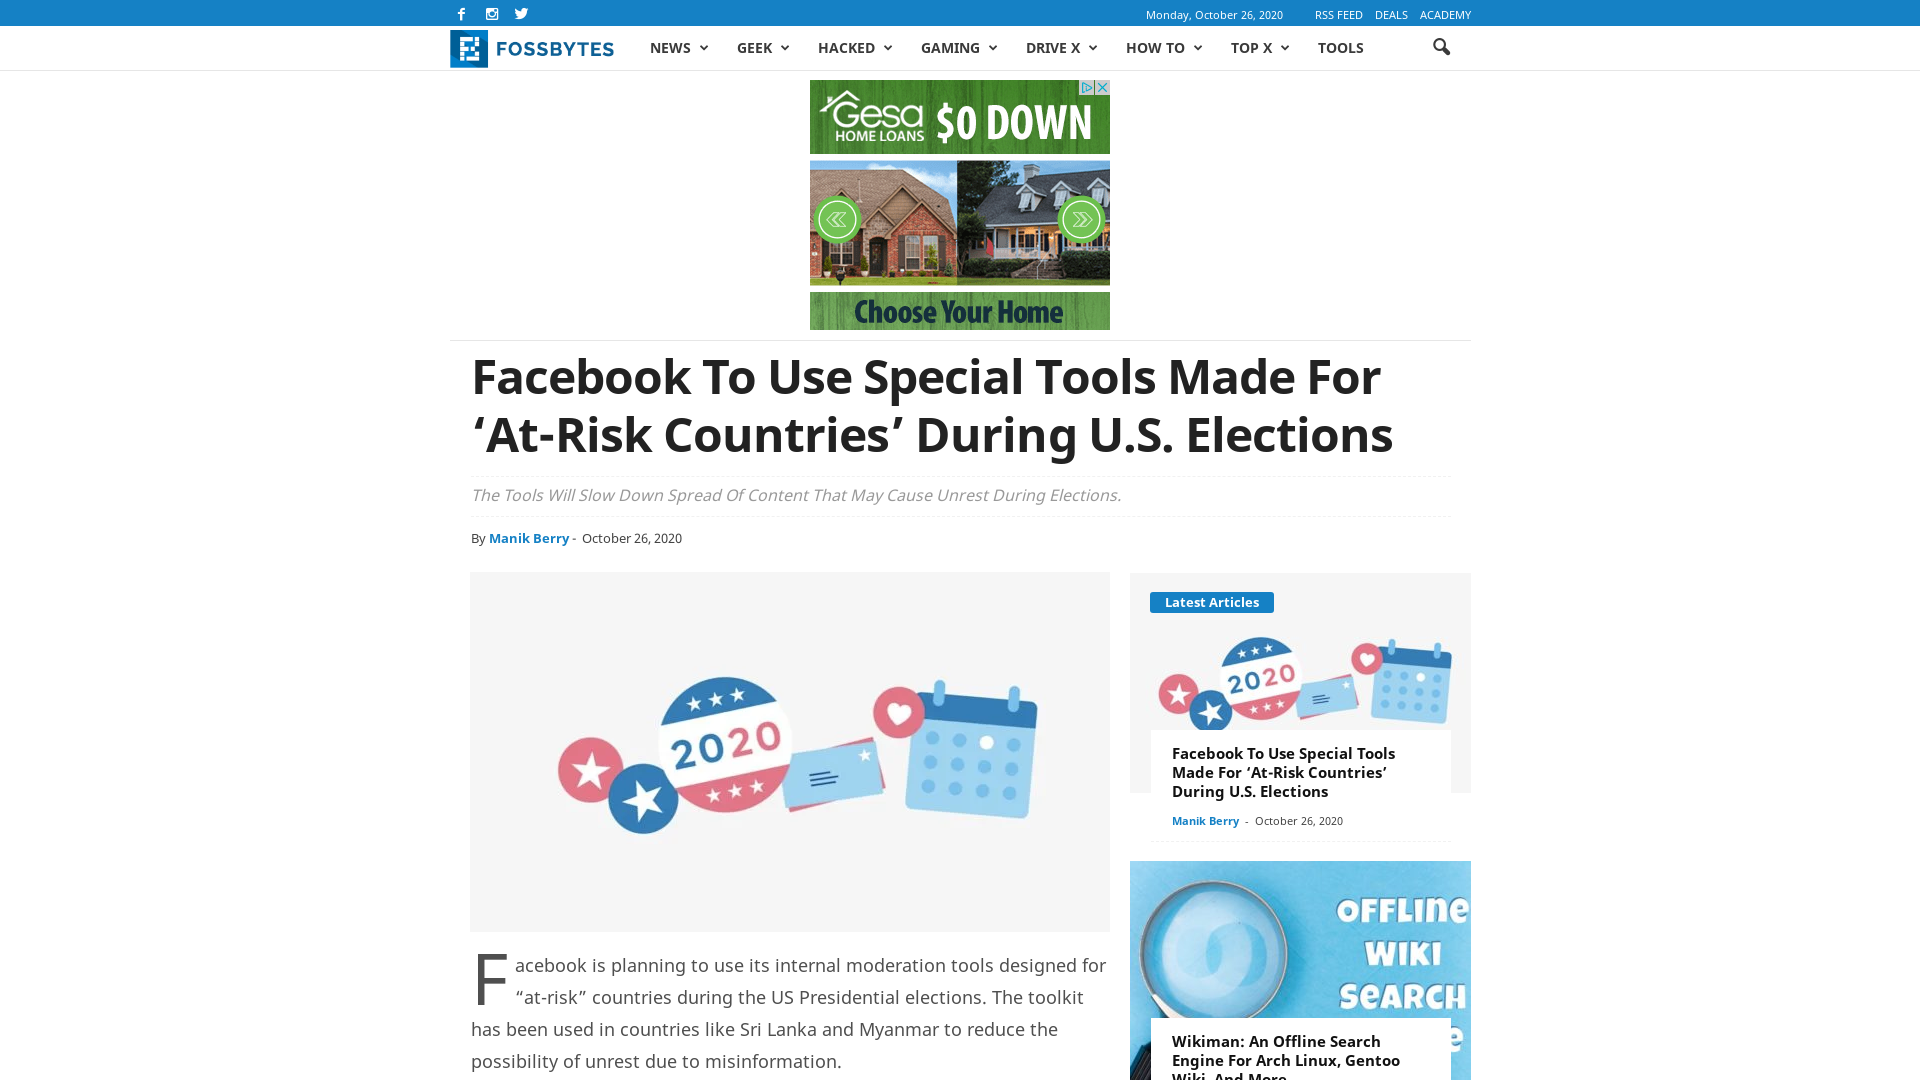 Monday, October 26, 2020 RSS FEED DEALS ACADEMY
FOSSBYTES NEWS GEEK HACKED GAMING DRIVE X HOW TO TOP X TOOLS
Gesa
HOME LOANS
$0 DOWN
Choose Your Home
Facebook To Use Special Tools Made For
‘At-Risk Countries’ During U.S. Elections
The Tools Will Slow Down Spread Of Content That May Cause Unrest During Elections.
By Manik Berry - October 26, 2020
2020
Facebook is planning to use its internal moderation tools designed for
“at-risk” countries during the US Presidential elections. The toolkit
has been used in countries like Sri Lanka and Myanmar to reduce the
possibility of unrest due to misinformation.
Latest Articles
2020
Facebook To Use Special Tools
Made For ‘At-Risk Countries’
During U.S. Elections
Manik Berry - October 26, 2020
OFFLINE
WIKI
SEARCH
Wikiman: An Offline Search
Engine For Arch Linux, Gentoo
Wiki, And More